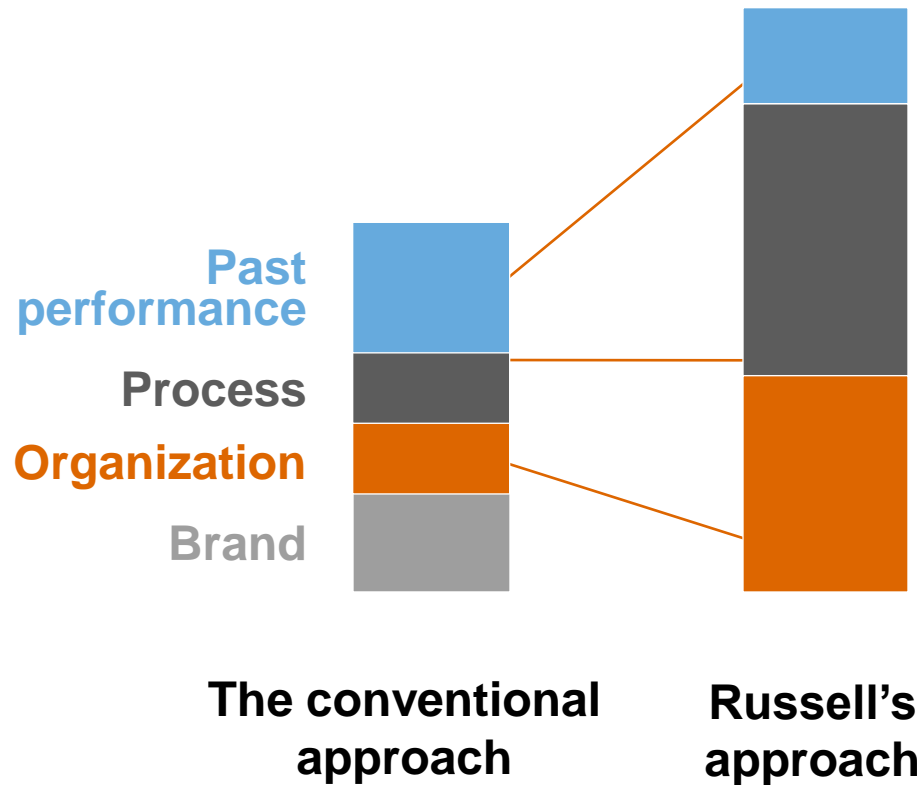 Past
performance
Process
Organization
Brand
The conventional
approach
Russell’s
approach